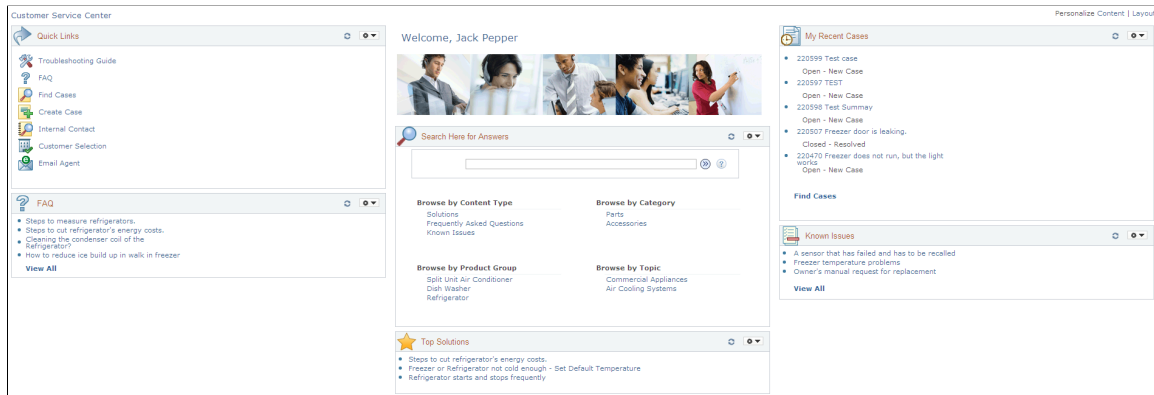 Customer Service Center
Personalize Content | Layout
Quick Links
Troubleshooting Guide
FAQ
Find Cases
Create Case
Internal Contact
Customer Selection
Email Agent
FAQ
Steps to measure refrigerators.
Steps to cut refrigerator's energy costs.
Cleaning the condenser coil of the
Refrigerator?
How to reduce ice build up in walk in freezer
View All
Welcome, Jack Pepper
Search Here for Answers
Browse by Content Type
Solutions
Frequently Asked Questions
Known Issues
Browse by Category
Parts
Accessories
Browse by Product Group
Split Unit Air Conditioner
Dish Washer
Refrigerator
Browse by Topic
Commercial Appliances
Air Cooling Systems
Top Solutions
Steps to cut refrigerator's energy costs.
Freezer or Refrigerator not cold enough - Set Default Temperature
Refrigerator starts and stops frequently
My Recent Cases
220599 Test case
Open - New Case
220597 TEST
Open - New Case
220598 Test Summay
Open - New Case
220507 Freezer door is leaking.
Closed - Resolved
220470 Freezer does not run, but the light
works
Open - New Case
Find Cases
Known Issues
A sensor that has failed and has to be recalled
Freezer temperature problems
Owner's manual request for replacement
View All